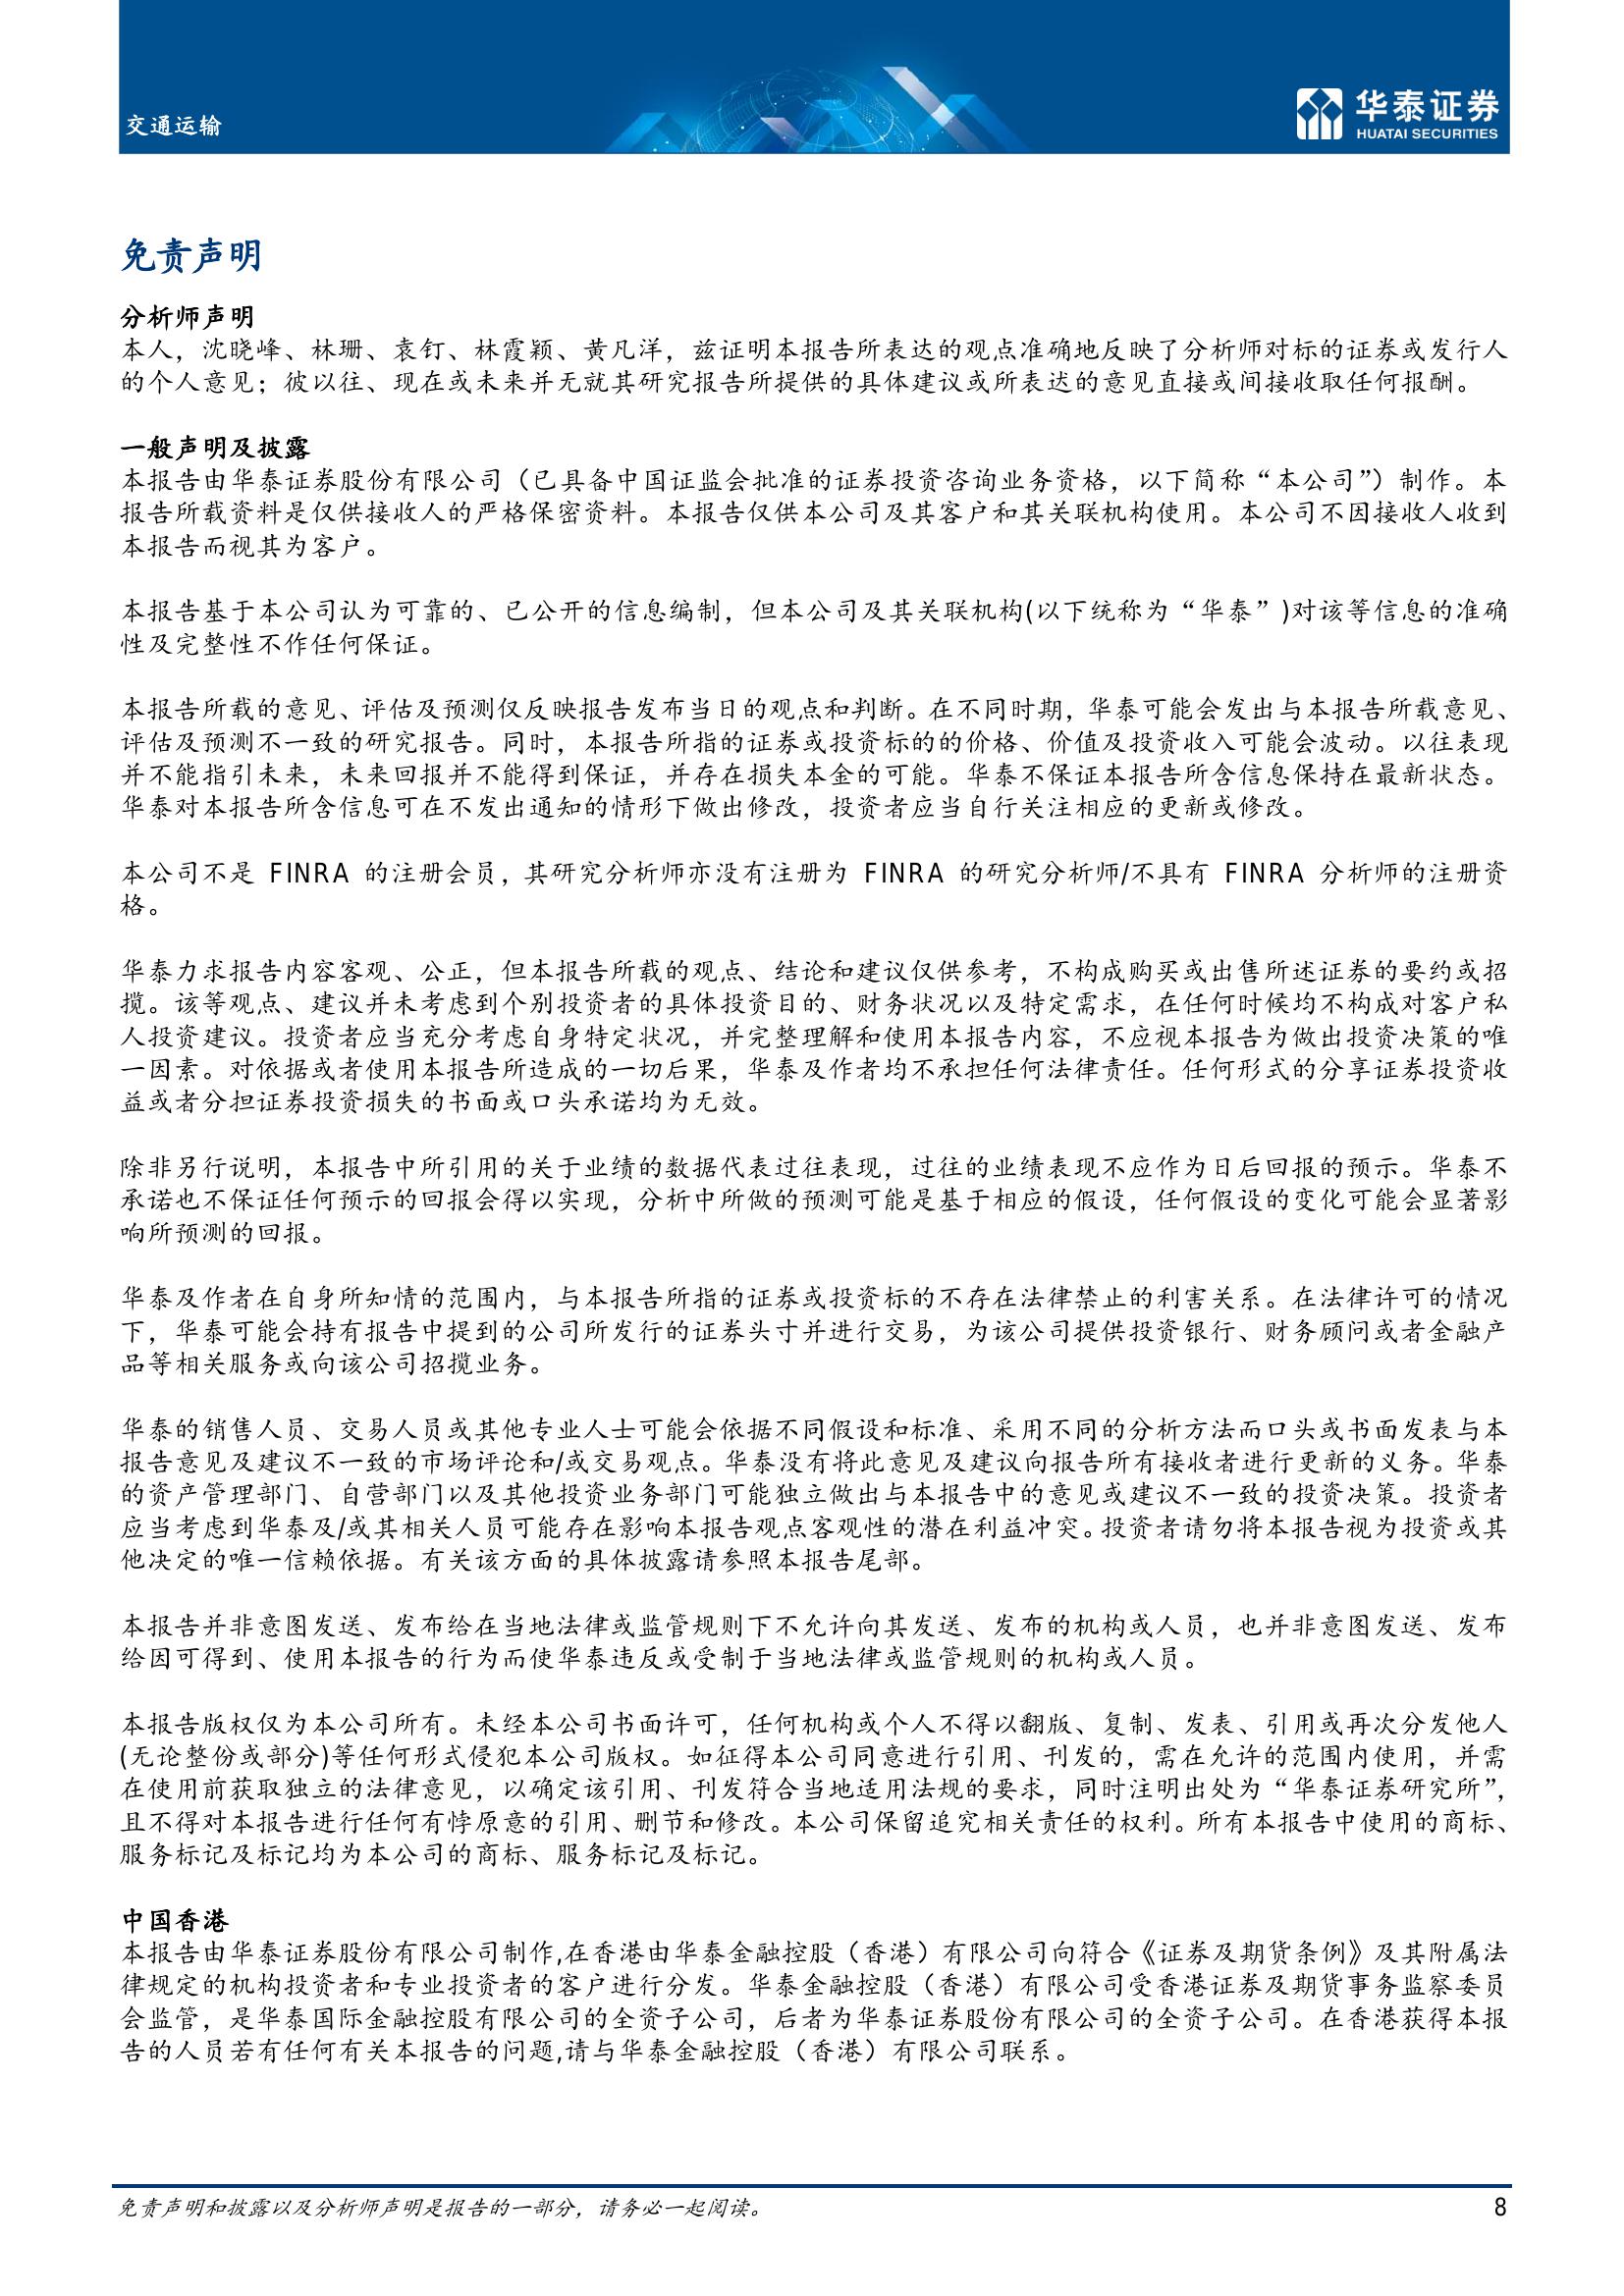 交通运输
华泰证券
HUATAI SECURITIES
免责声明
分析师声明
本人，沈晓峰、林珊、袁钉、林霞颖、黄凡洋，兹证明本报告所表达的观点准确地反映了分析师对标的证券或发行人
的个人意见；彼以往、现在或未来并无就其研究报告所提供的具体建议或所表达的意见直接或间接收取任何报酬。
一般声明及披露
本报告由华泰证券股份有限公司（已具备中国证监会批准的证券投资咨询业务资格，以下简称“本公司”）制作。本
报告所载资料是仅供接收人的严格保密资料。本报告仅供本公司及其客户和其关联机构使用。本公司不因接收人收到
本报告而视其为客户。
本报告基于本公司认为可靠的、已公开的信息编制，但本公司及其关联机构(以下统称为“华泰”)对该等信息的准确
性及完整性不作任何保证。
本报告所载的意见、评估及预测仅反映报告发布当日的观点和判断。在不同时期，华泰可能会发出与本报告所载意见、
评估及预测不一致的研究报告。同时，本报告所指的证券或投资标的的价格、价值及投资收入可能会波动。以往表现
并不能指引未来，未来回报并不能得到保证，并存在损失本金的可能。华泰不保证本报告所含信息保持在最新状态。
华泰对本报告所含信息可在不发出通知的情形下做出修改，投资者应当自行关注相应的更新或修改。
本公司不是 FINRA 的注册会员，其研究分析师亦没有注册为 FINRA 的研究分析师/不具有 FINRA 分析师的注册资
格。
华泰力求报告内容客观、公正，但本报告所载的观点、结论和建议仅供参考，不构成购买或出售所述证券的要约或招
揽。该等观点、建议并未考虑到个别投资者的具体投资目的、财务状况以及特定需求，在任何时候均不构成对客户私
人投资建议。投资者应当充分考虑自身特定状况，并完整理解和使用本报告内容，不应视本报告为做出投资决策的唯
一因素。对依据或者使用本报告所造成的一切后果，华泰及作者均不承担任何法律责任。任何形式的分享证券投资收
益或者分担证券投资损失的书面或口头承诺均为无效。
除非另行说明，本报告中所引用的关于业绩的数据代表过往表现，过往的业绩表现不应作为日后回报的预示。华泰不
承诺也不保证任何预示的回报会得以实现，分析中所做的预测可能是基于相应的假设，任何假设的变化可能会显著影
响所预测的回报。
华泰及作者在自身所知情的范围内，与本报告所指的证券或投资标的不存在法律禁止的利害关系。在法律许可的情况
下，华泰可能会持有报告中提到的公司所发行的证券头寸并进行交易，为该公司提供投资银行、财务顾问或者金融产
品等相关服务或向该公司招揽业务。
华泰的销售人员、交易人员或其他专业人士可能会依据不同假设和标准、采用不同的分析方法而口头或书面发表与本
报告意见及建议不一致的市场评论和/或交易观点。华泰没有将此意见及建议向报告所有接收者进行更新的义务。华泰
的资产管理部门、自营部门以及其他投资业务部门可能独立做出与本报告中的意见或建议不一致的投资决策。投资者
应当考虑到华泰及/或其相关人员可能存在影响本报告观点客观性的潜在利益冲突。投资者请勿将本报告视为投资或其
他决定的唯一信赖依据。有关该方面的具体披露请参照本报告尾部。
本报告并非意图发送、发布给在当地法律或监管规则下不允许向其发送、发布的机构或人员，也并非意图发送、发布
给因可得到、使用本报告的行为而使华泰违反或受制于当地法律或监管规则的机构或人员。
本报告版权仅为本公司所有。未经本公司书面许可，任何机构或个人不得以翻版、复制、发表、引用或再次分发他人
(无论整份或部分)等任何形式侵犯本公司版权。如征得本公司同意进行引用、刊发的，需在允许的范围内使用，并需
在使用前获取独立的法律意见，以确定该引用、刊发符合当地适用法规的要求，同时注明出处为“华泰证券研究所”，
且不得对本报告进行任何有悖原意的引用、删节和修改。本公司保留追究相关责任的权利。所有本报告中使用的商标、
服务标记及标记均为本公司的商标、服务标记及标记。
中国香港
本报告由华泰证券股份有限公司制作,在香港由华泰金融控股（香港）有限公司向符合《证券及期货条例》及其附属法
律规定的机构投资者和专业投资者的客户进行分发。华泰金融控股（香港）有限公司受香港证券及期货事务监察委员
会监管，是华泰国际金融控股有限公司的全资子公司，后者为华泰证券股份有限公司的全资子公司。在香港获得本报
告的人员若有任何有关本报告的问题,请与华泰金融控股（香港）有限公司联系。
免责声明和披露以及分析师声明是报告的一部分，请务必一起阅读。
8